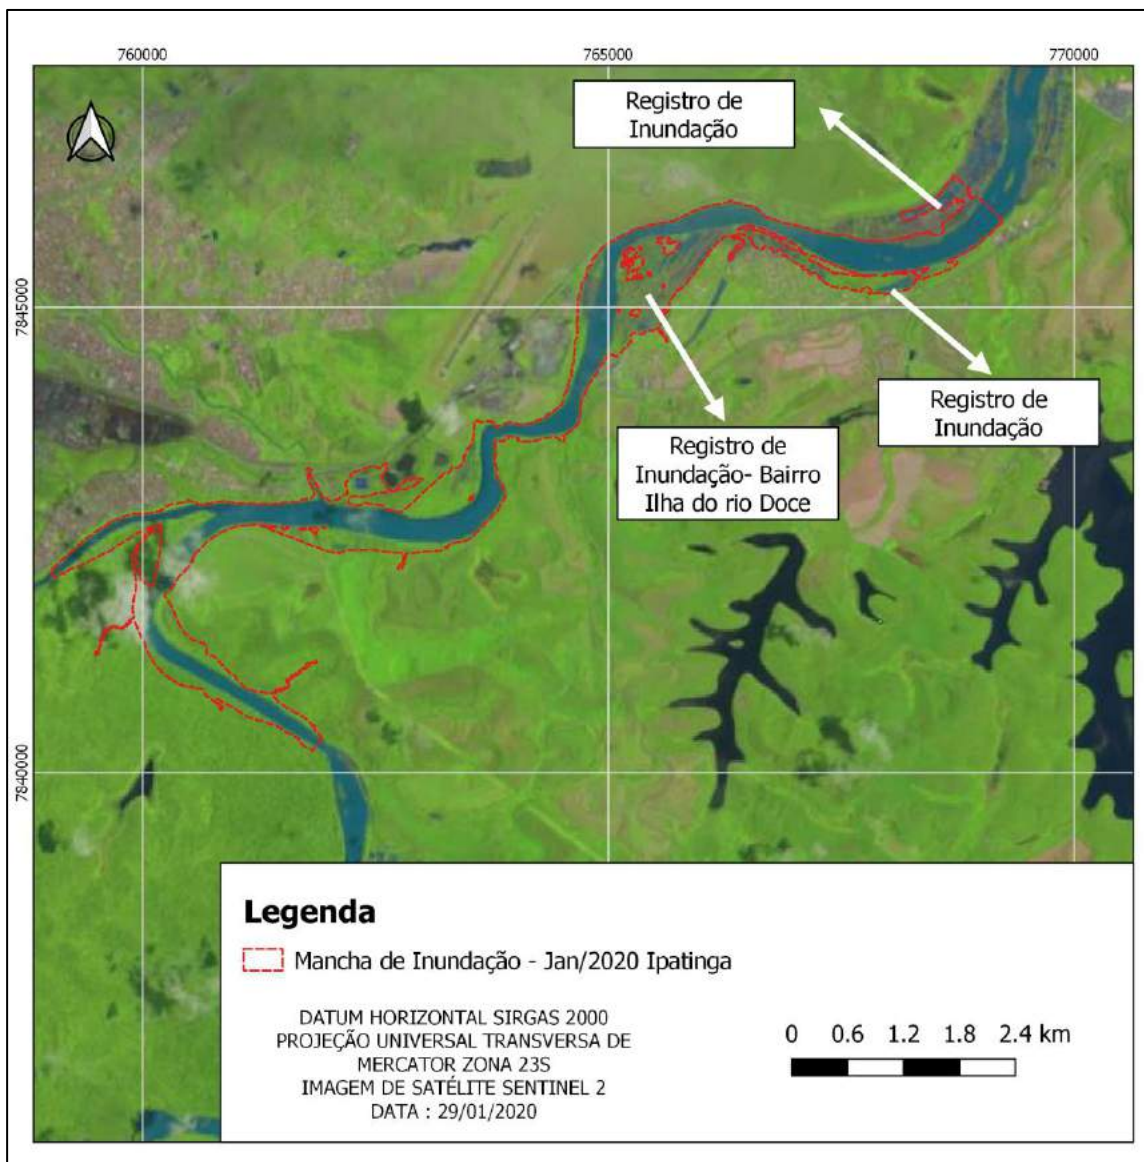 760000
765000
770000
Registro de
Inundação
7845000
Registro de
Inundação
Registro de
Inundação- Bairro
Ilha do rio Doce
7840000
Legenda
Mancha de Inundação - Jan/2020 Ipatinga
DATUM HORIZONTAL SIRGAS 2000
PROJEÇÃO UNIVERSAL TRANSVERSA DE
MERCATOR ZONA 23S
IMAGEM DE SATÉLITE SENTINEL 2
DATA : 29/01/2020
0 0.6 1.2 1.8 2.4 km